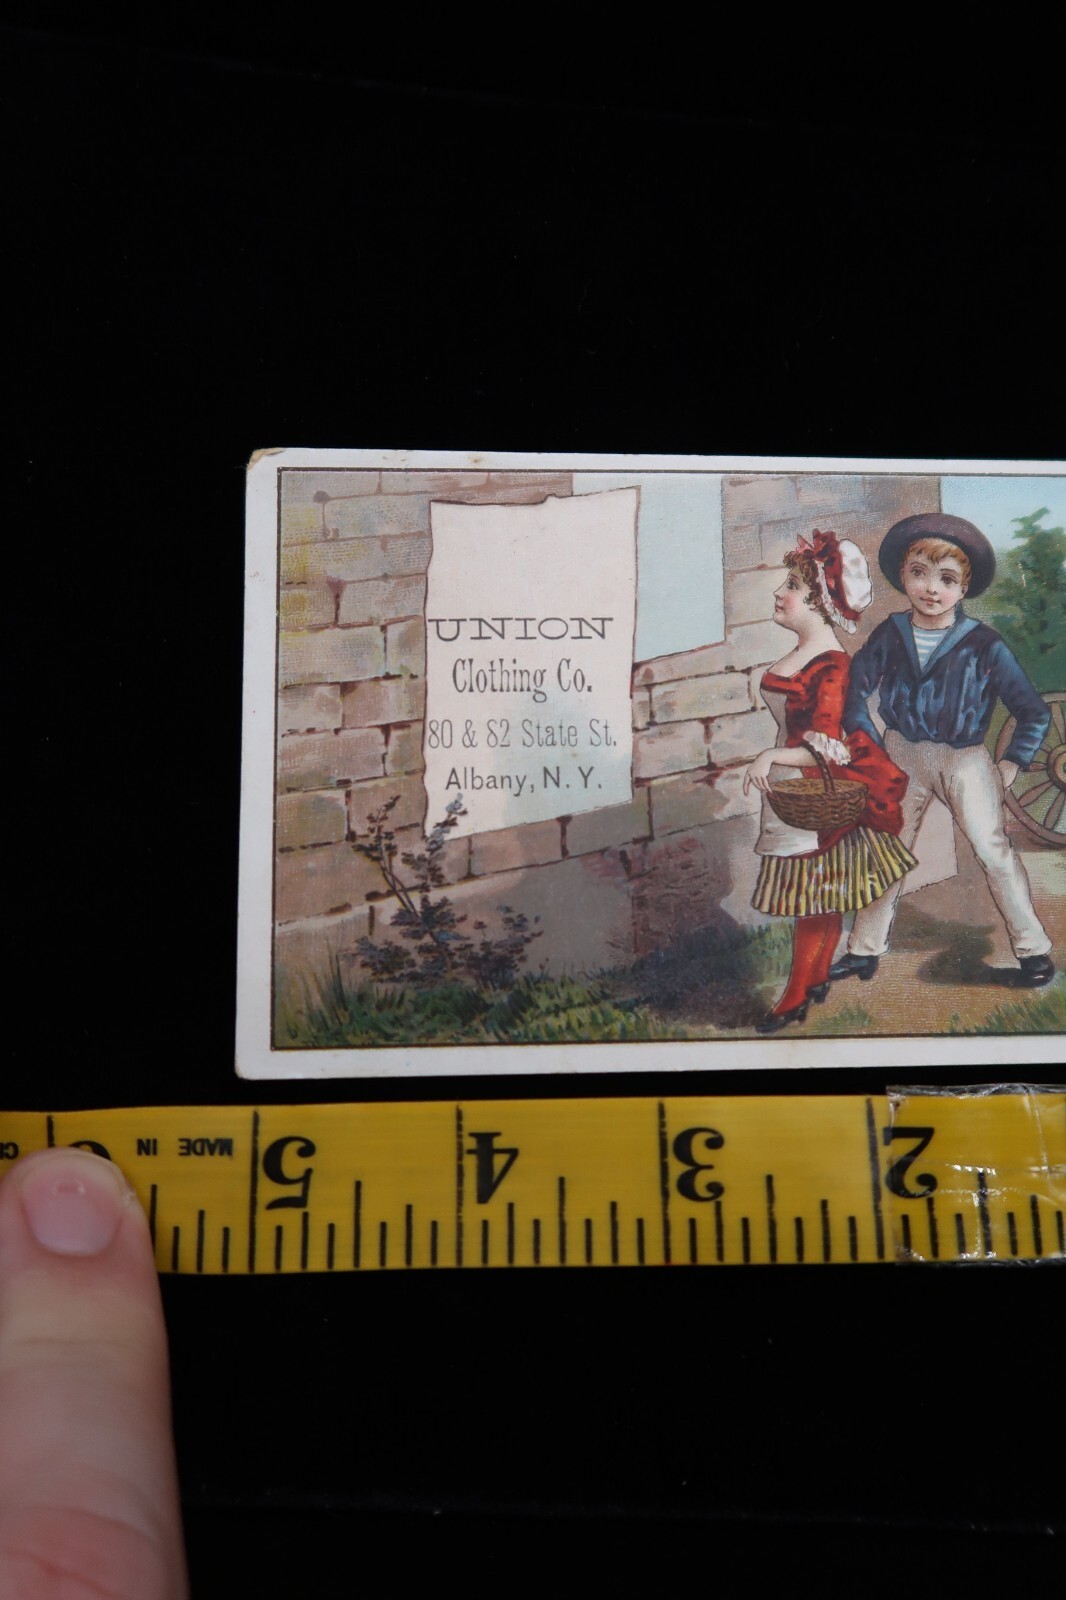 UNION
Clothing Co.
80 & 82 State St.
Albany, N. Y.
MADE IN
5 4 3 2